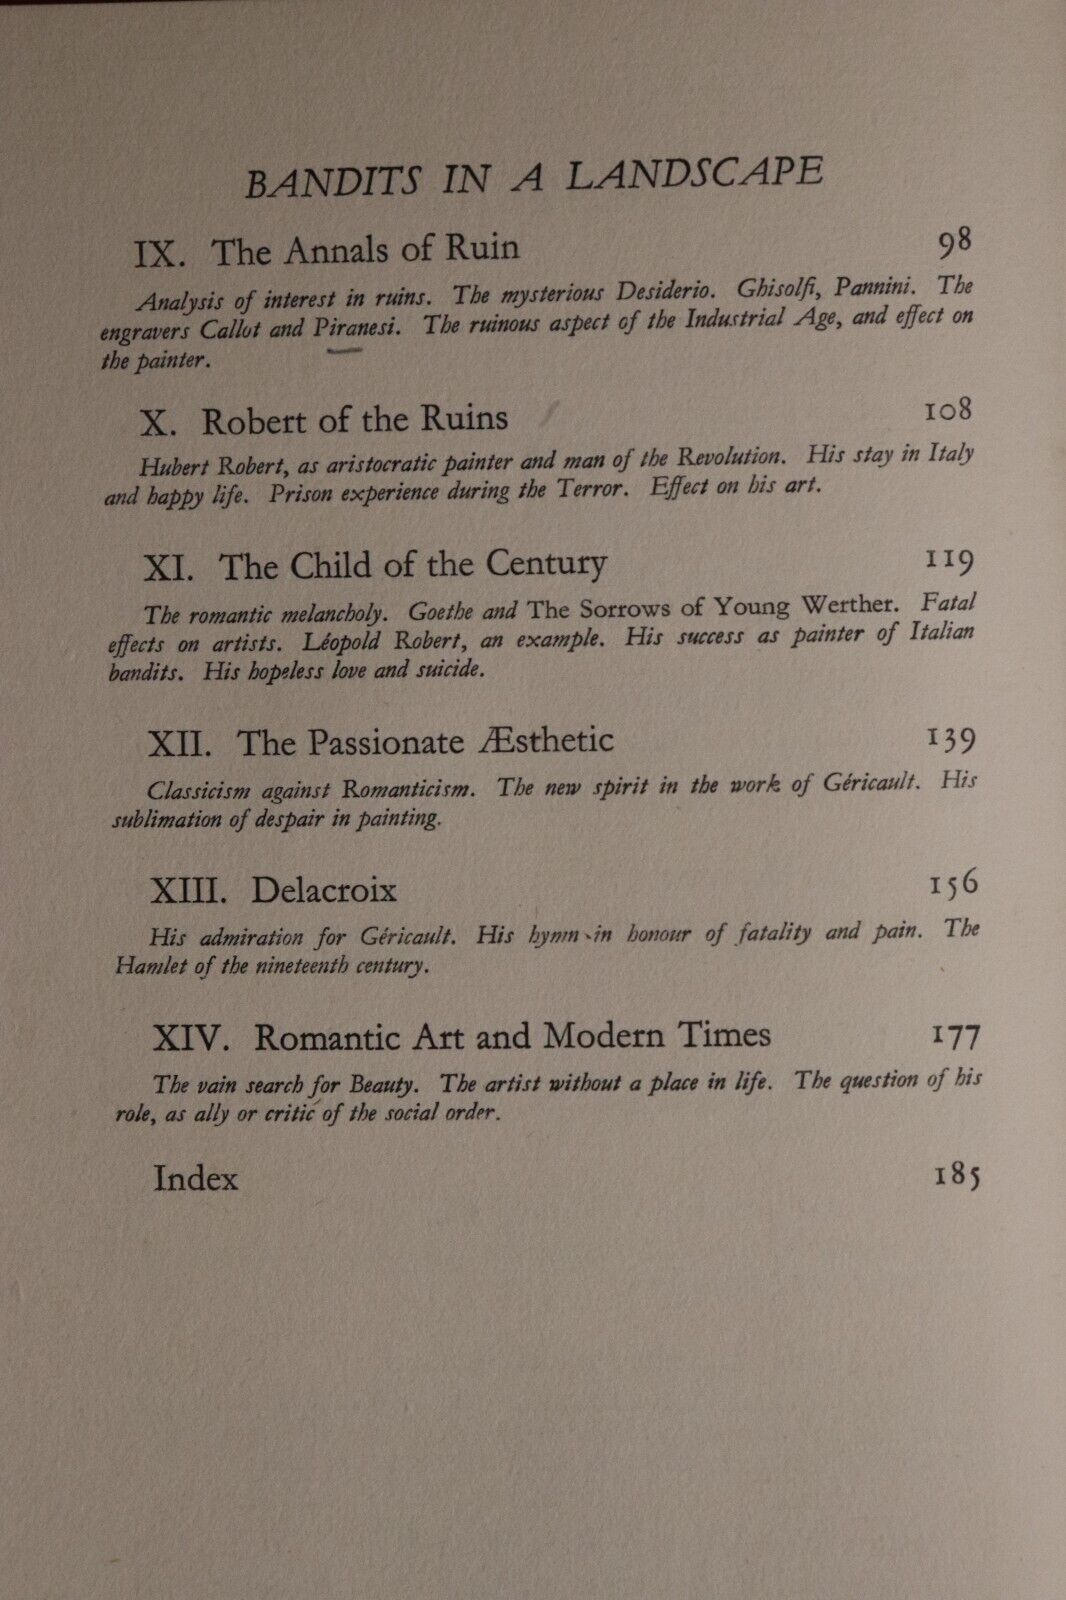 BANDITS IN A LANDSCAPE
IX. The Annals of Ruin 98
Analysis of interest in ruins. The mysterious Desiderio. Ghisolfi, Pannini. The
engravers Callot and Piranesi. The ruinous aspect of the Industrial Age, and effect on
the painter.
X. Robert of the Ruins 108
Hubert Robert, as aristocratic painter and man of the Revolution. His stay in Italy
and happy life. Prison experience during the Terror. Effect on his art.
XI. The Child of the Century 119
The romantic melancholy. Goethe and The Sorrows of Young Werther. Fatal
effects on artists. Léopold Robert, an example. His success as painter of Italian
bandits. His hopeless love and suicide.
XII. The Passionate Æsthetic 139
Classicism against Romanticism. The new spirit in the work of Géricault. His
sublimation of despair in painting.
XIII. Delacroix 156
His admiration for Géricault. His hymn in honour of fatality and pain. The
Hamlet of the nineteenth century.
XIV. Romantic Art and Modern Times 177
The vain search for Beauty. The artist without a place in life. The question of his
role, as ally or critic of the social order.
Index 185